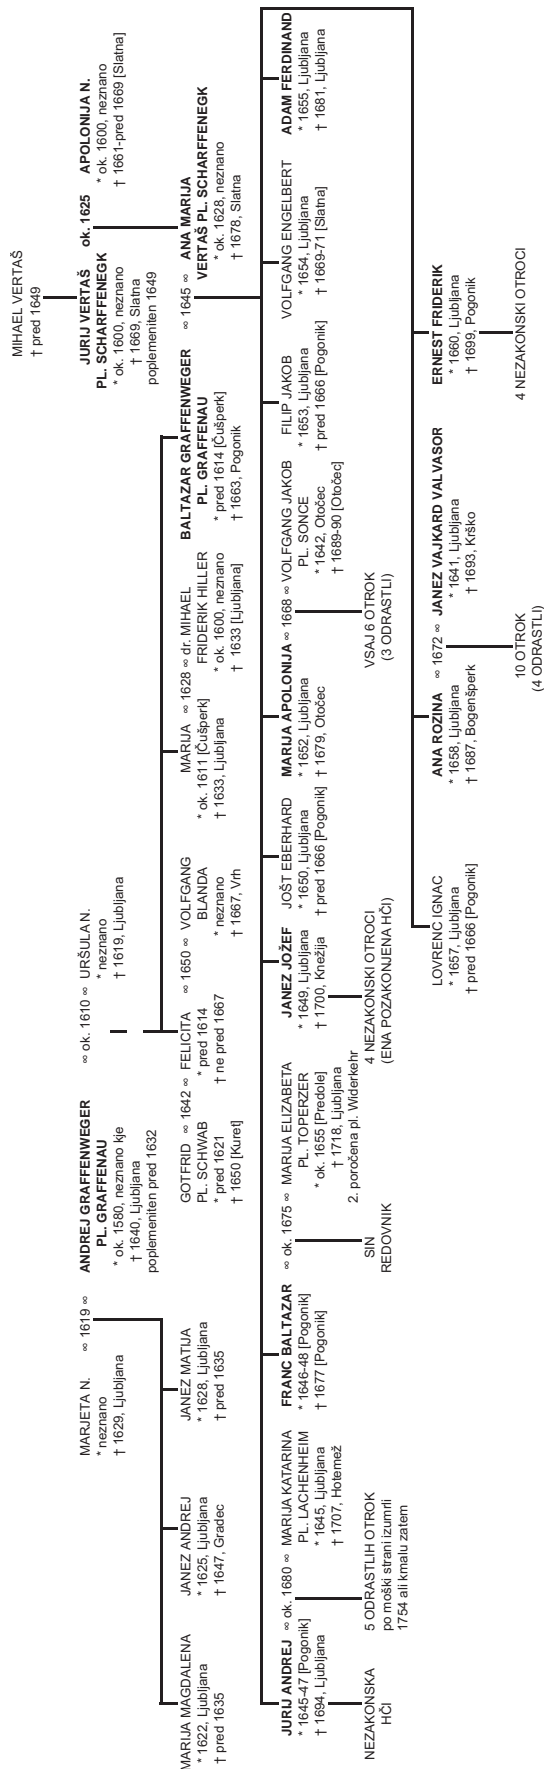 MIHAEL VERTAŠ
† pred 1649
MARJETA N.
* neznano
† 1629, Ljubljana
∞ 1619 ∞
ANDREJ GRAFFENWEGER
PL. GRAFFENAU
* ok. 1580, neznano kje
† 1640, Ljubljana
poplemeniten pred 1632
∞ ok. 1610 ∞
URŠULA N.
* neznano
† 1619, Ljubljana
JURIJ VERTAŠ
PL. SCHARFFENEGK
* ok. 1600, neznano
† 1669, Slatna
poplemeniten 1649
ok. 1625
APOLONIJA N.
* ok. 1600, neznano
† 1661-pred 1669 [Slatna]
MARIJA MAGDALENA
* 1622, Ljubljana
† pred 1635
JANEZ ANDREJ
* 1625, Ljubljana
† 1647, Gradec
JANEZ MATIJA
* 1628, Ljubljana
† pred 1635
GOTFRID
PL. SCHWAB
* pred 1621
† 1650 [Kuret]
∞ 1642 ∞
FELICITA
* pred 1614
† ne pred 1667
∞ 1650 ∞
VOLFGANG
BLANDA
* neznano
† 1667, Vrh
MARIJA
* ok. 1611 [Čušperk]
† 1633, Ljubljana
∞ 1628 ∞
dr. MIHAEL
FRIDERIK HILLER
* ok. 1600, neznano
† 1633 [Ljubljana]
BALTAZAR GRAFFENWEGER
PL. GRAFFENAU
* pred 1614 [Čušperk]
† 1663, Pogonik
∞ 1645 ∞
ANA MARIJA
VERTAŠ PL. SCHARFFENEGK
* ok. 1628, neznano
† 1678, Slatna
JURIJ ANDREJ
* 1645-47 [Pogonik]
† 1694, Ljubljana
NEZAKONSKA
HČI
∞ ok. 1680 ∞
MARIJA KATARINA
PL. LACHENHEIM
* 1645, Ljubljana
† 1707, Hotemež
5 ODRASTLIH OTROK
po moški strani izumrli
1754 ali kmalu zatem
FRANC BALTAZAR
* 1646-48 [Pogonik]
† 1677 [Pogonik]
∞ ok. 1675 ∞
MARIJA ELIZABETA
PL. TOPERZER
* ok. 1655 [Predole]
† 1718, Ljubljana
2. poročena pl. Widerkehr
SIN
REDOVNIK
JANEZ JOŽEF
* 1649, Ljubljana
† 1700, Knežija
4 NEZAKONSKI OTROCI
(ENA POZAKONJENA HČI)
JOŠT EBERHARD
* 1650, Ljubljana
† pred 1666 [Pogonik]
MARIJA APOLONIJA
* 1652, Ljubljana
† 1679, Otočec
∞ 1668 ∞
VOLFGANG JAKOB
PL. SONCE
* 1642, Otočec
† 1689-90 [Otočec]
VSAJ 6 OTROK
(3 ODRASTLI)
FILIP JAKOB
* 1653, Ljubljana
† pred 1666 [Pogonik]
VOLFGANG ENGELBERT
* 1654, Ljubljana
† 1669-71 [Slatna]
ADAM FERDINAND
* 1655, Ljubljana
† 1681, Ljubljana
LOVRENC IGNAC
* 1657, Ljubljana
† pred 1666 [Pogonik]
ANA ROZINA
* 1658, Ljubljana
† 1687, Bogenšperk
∞ 1672 ∞
JANEZ VAJKARD VALVASOR
* 1641, Ljubljana
† 1693, Krško
10 OTROK
(4 ODRASTLI)
ERNEST FRIDERIK
* 1660, Ljubljana
† 1699, Pogonik
4 NEZAKONSKI OTROCI